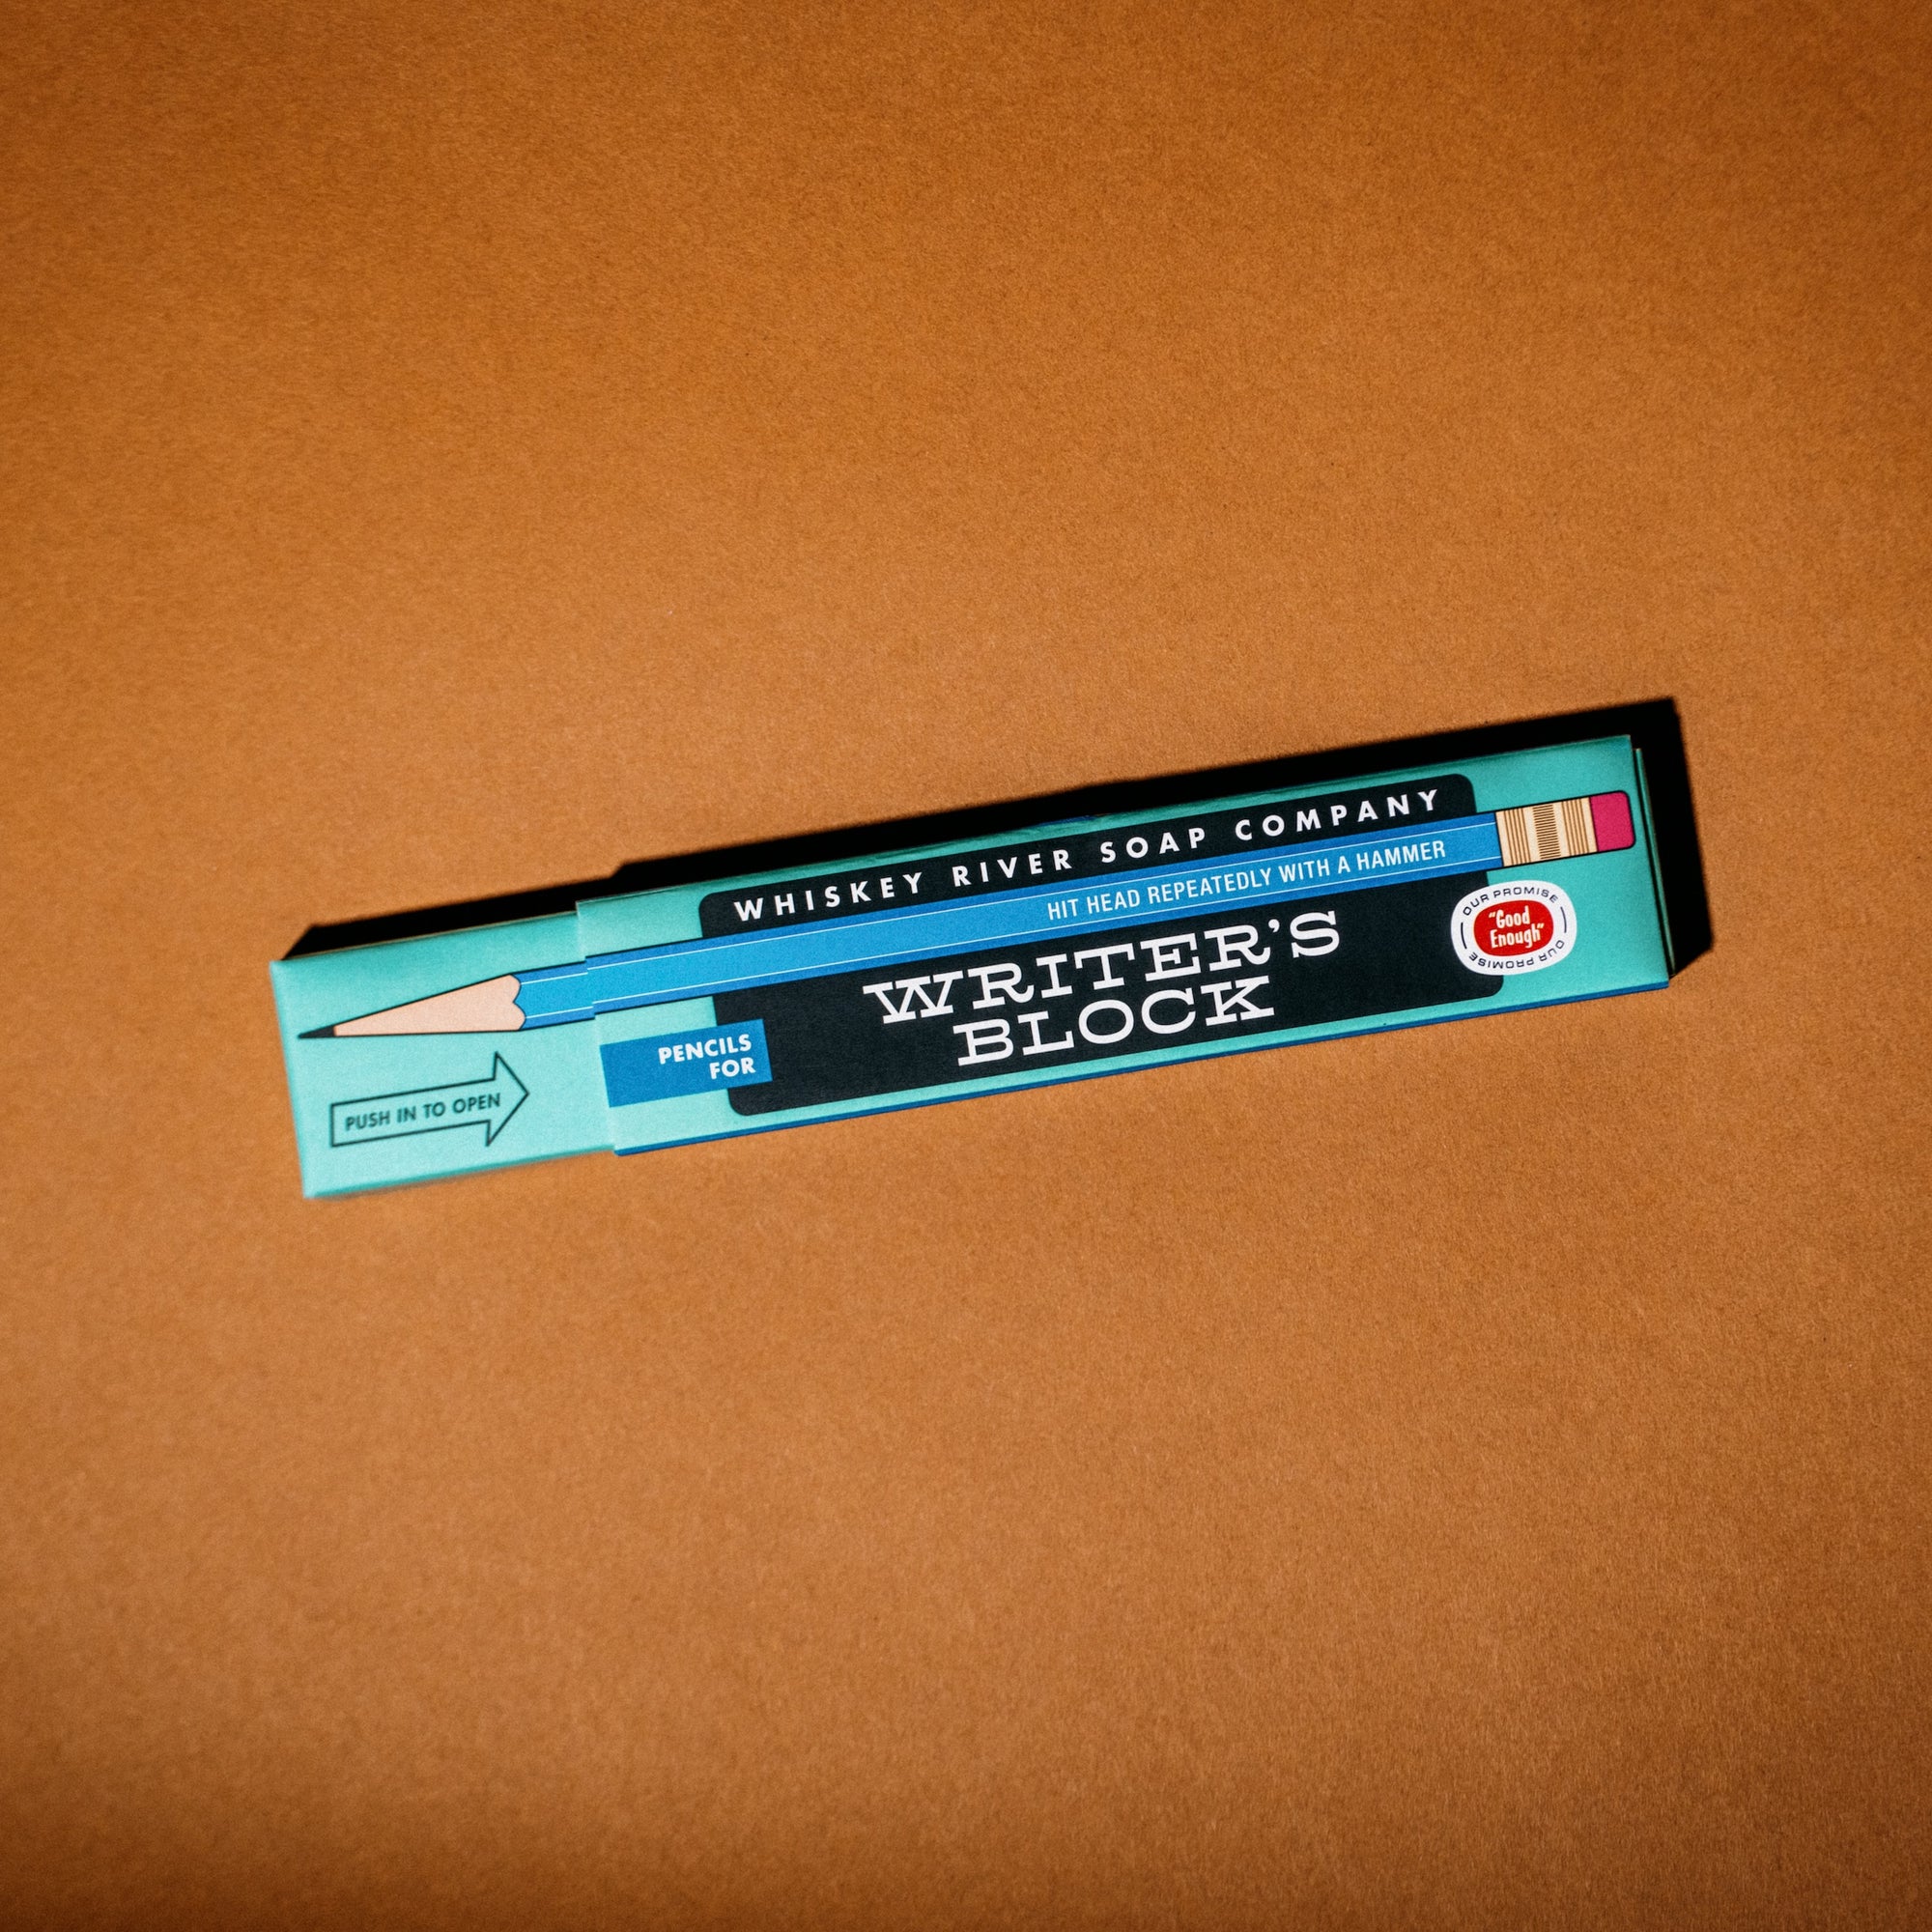 WHISKEY RIVER SOAP COMPANY
HIT HEAD REPEATEDLY WITH A HAMMER
PENCILS
FOR
WRITER'S
BLOCK
OUR PROMISE
"Good
Enough"
OUR PROMISE
PUSH IN TO OPEN